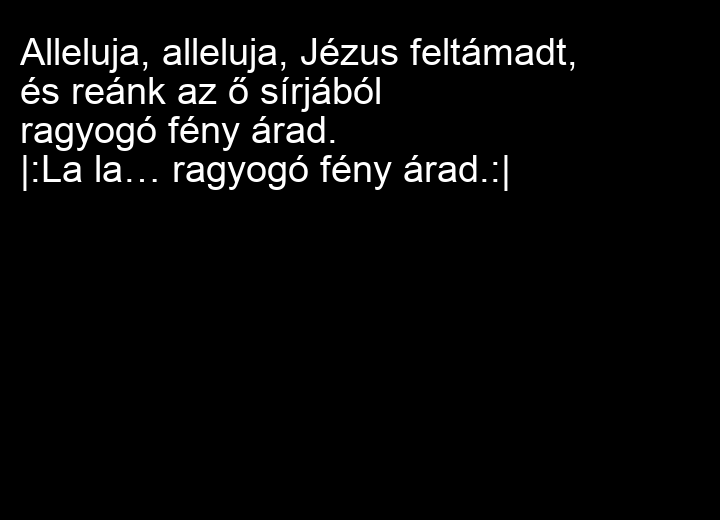 Alleluja, alleluja, Jézus feltámadt,
és reánk az ő sírjából
ragyogó fény árad.
|:La la… ragyogó fény árad.:|